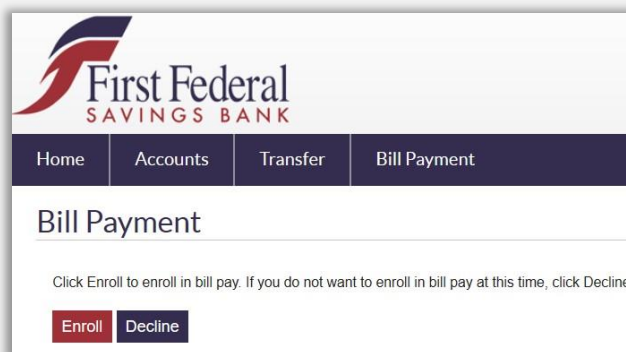 First Federal
SAVINGS BANK
Home Accounts Transfer Bill Payment
Bill Payment
Click Enroll to enroll in bill pay. If you do not want to enroll in bill pay at this time, click Decline
Enroll Decline